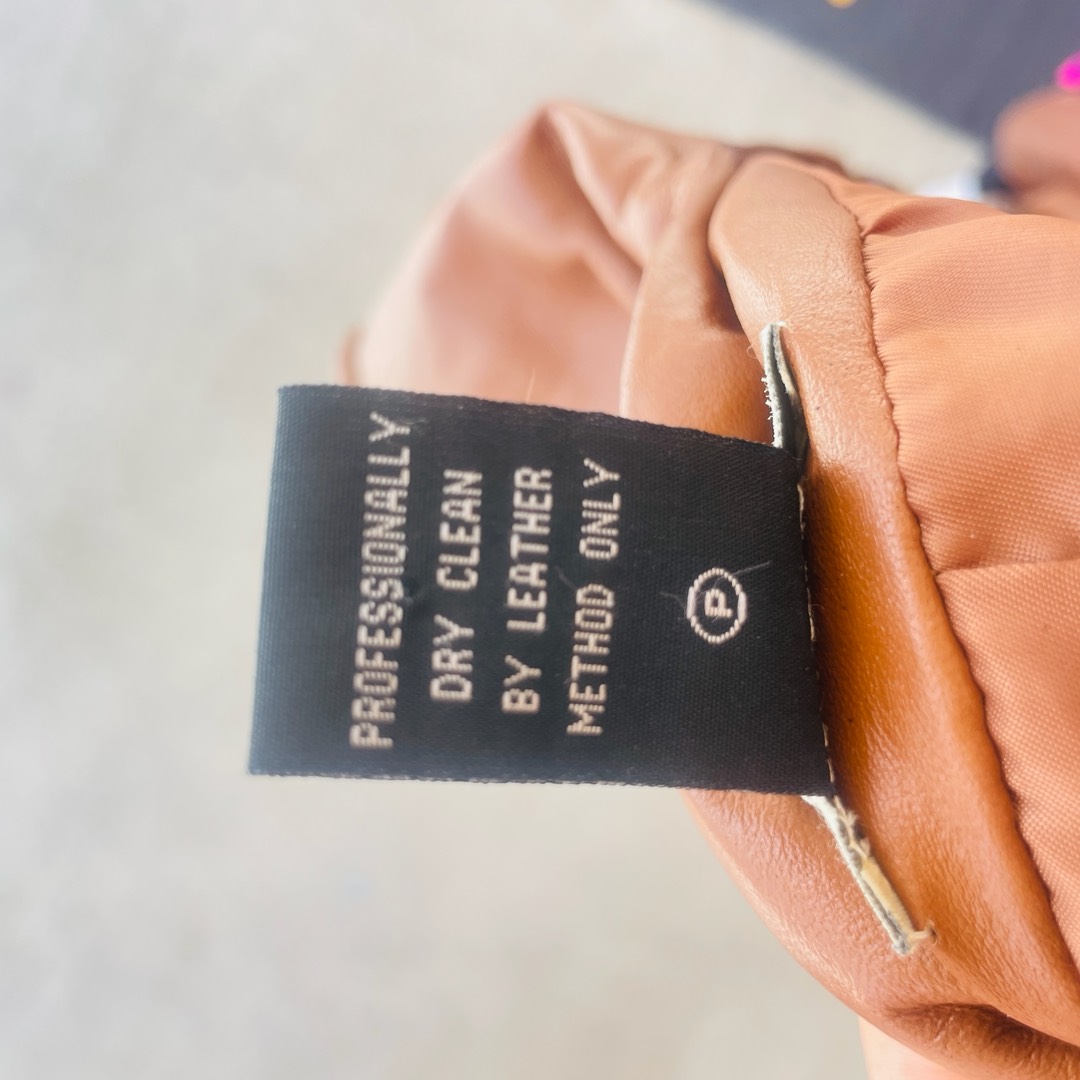 PROFESSIONALLY
DRY CLEAN
BY LEATHER
METHOD ONLY
P